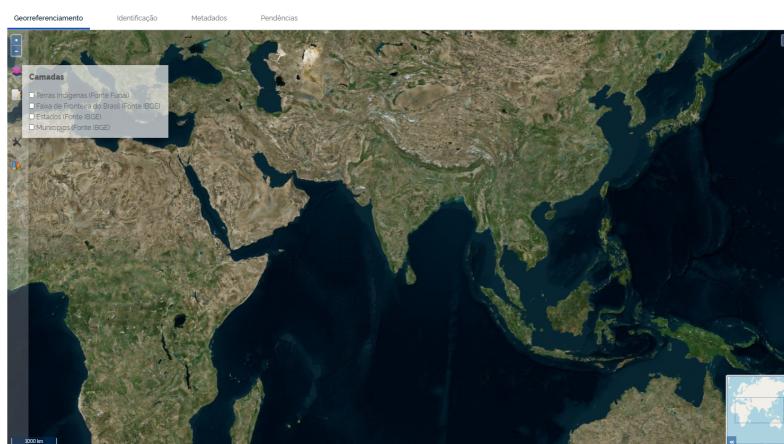 Georreferenciamento
Identificação
Metadados
Pendências
+
−
Camadas
Terras Indígenas (Fonte Funai)
Faixa de Fronteira do Brasil (Fonte IBGE)
Estados (Fonte IBGE)
Municípios (Fonte IBGE)
1000 km
«